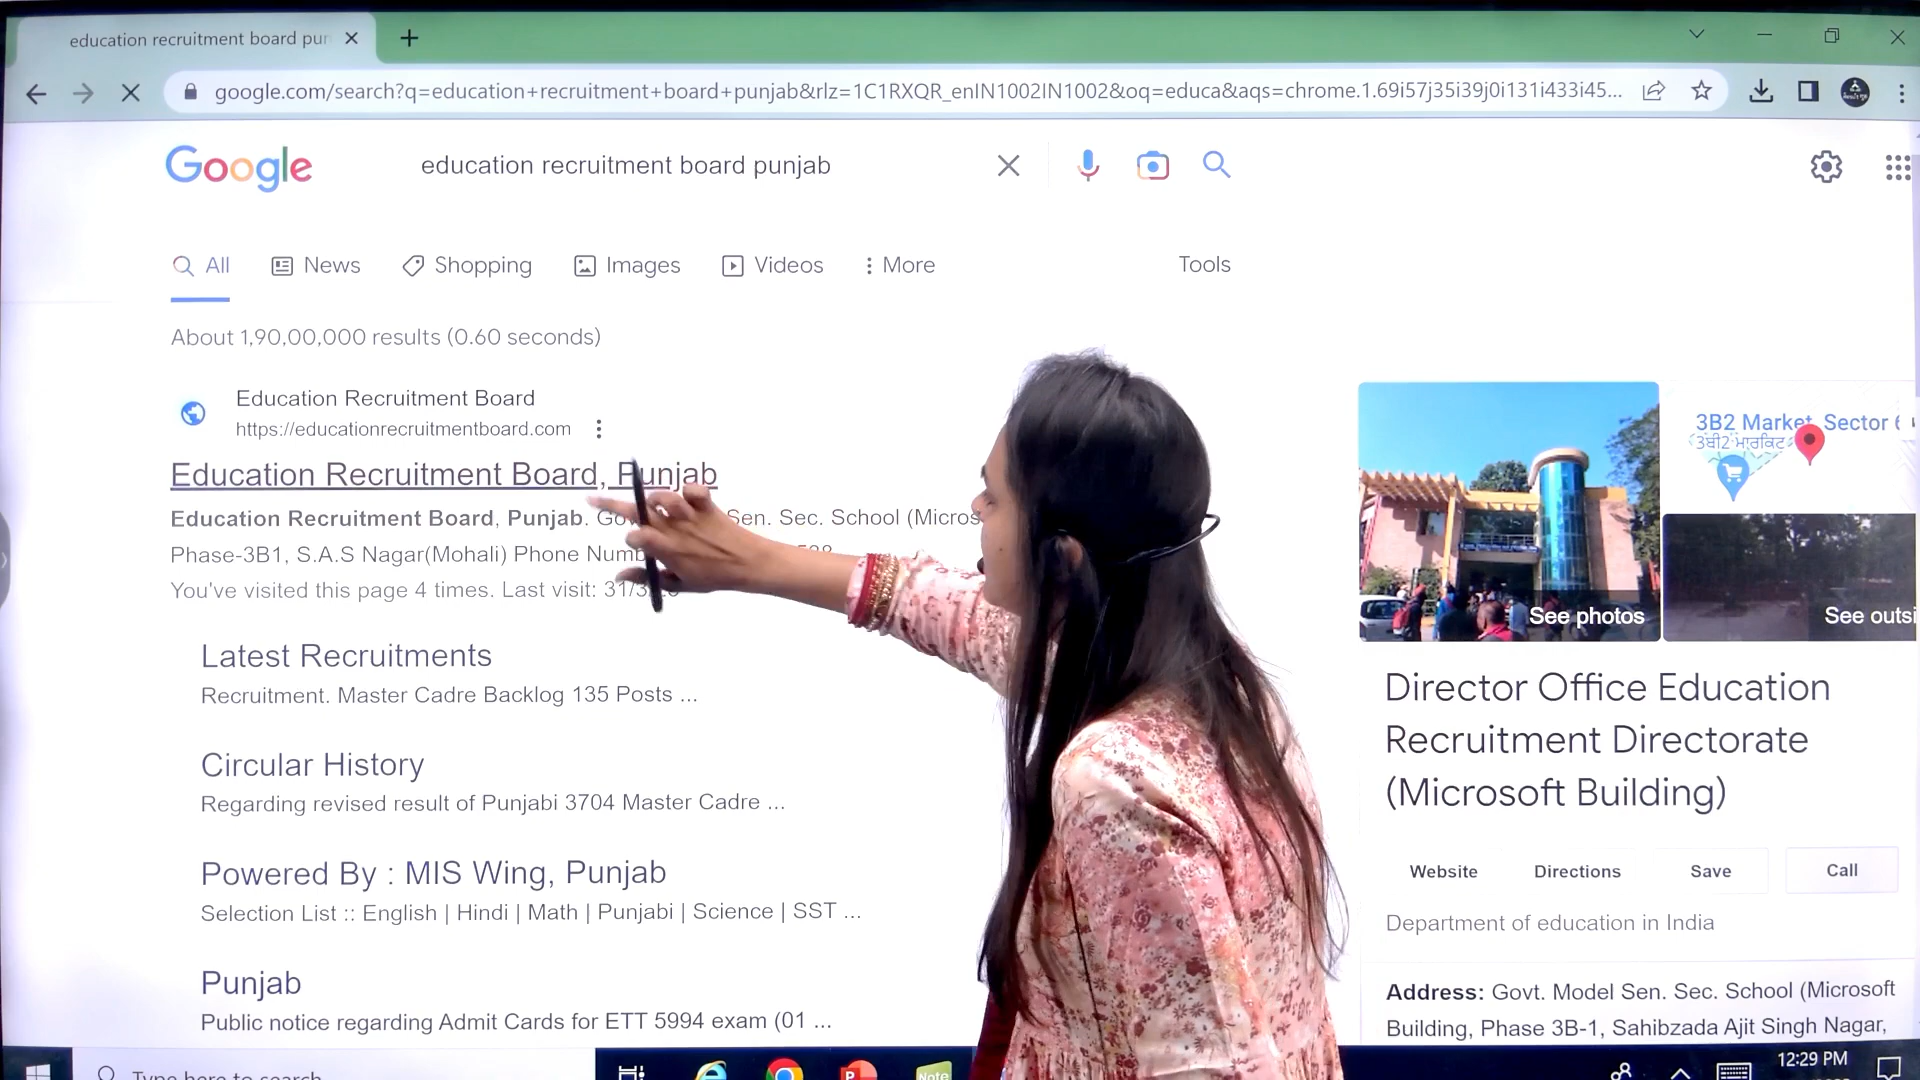 education recruitment board pun
google.com/search?q=education+recruitment+board+punjab&rlz=1C1RXQR_enIN1002IN1002&oq=educa&aqs=chrome.1.69i57j35i39j0i131i433i45...
Google
education recruitment board punjab
All
News
Shopping
Images
Videos
More
Tools
About 1,90,00,000 results (0.60 seconds)
Education Recruitment Board
https://educationrecruitmentboard.com
Education Recruitment Board, Punjab
Education Recruitment Board, Punjab. Sen. Sec. School (Micros
Phase-3B1, S.A.S Nagar(Mohali) Phone
You've visited this page 4 times. Last visit:
Latest Recruitments
Recruitment. Master Cadre Backlog 135 Posts ...
Circular History
Regarding revised result of Punjabi 3704 Master Cadre ...
Powered By : MIS Wing, Punjab
Selection List :: English | Hindi | Math | Punjabi | Science | SST ...
Punjab
Public notice regarding Admit Cards for ETT 5994 exam (01 ...
3B2 Market, Sector
3ਬੀ2 ਮਾਰਕਿਟ
See photos
See outsi
Director Office Education
Recruitment Directorate
(Microsoft Building)
Website
Directions
Save
Call
Department of education in India
Address: Govt. Model Sen. Sec. School (Microsoft
Building, Phase 3B-1, Sahibzada Ajit Singh Nagar,
Type here to search
Note
12:29 PM